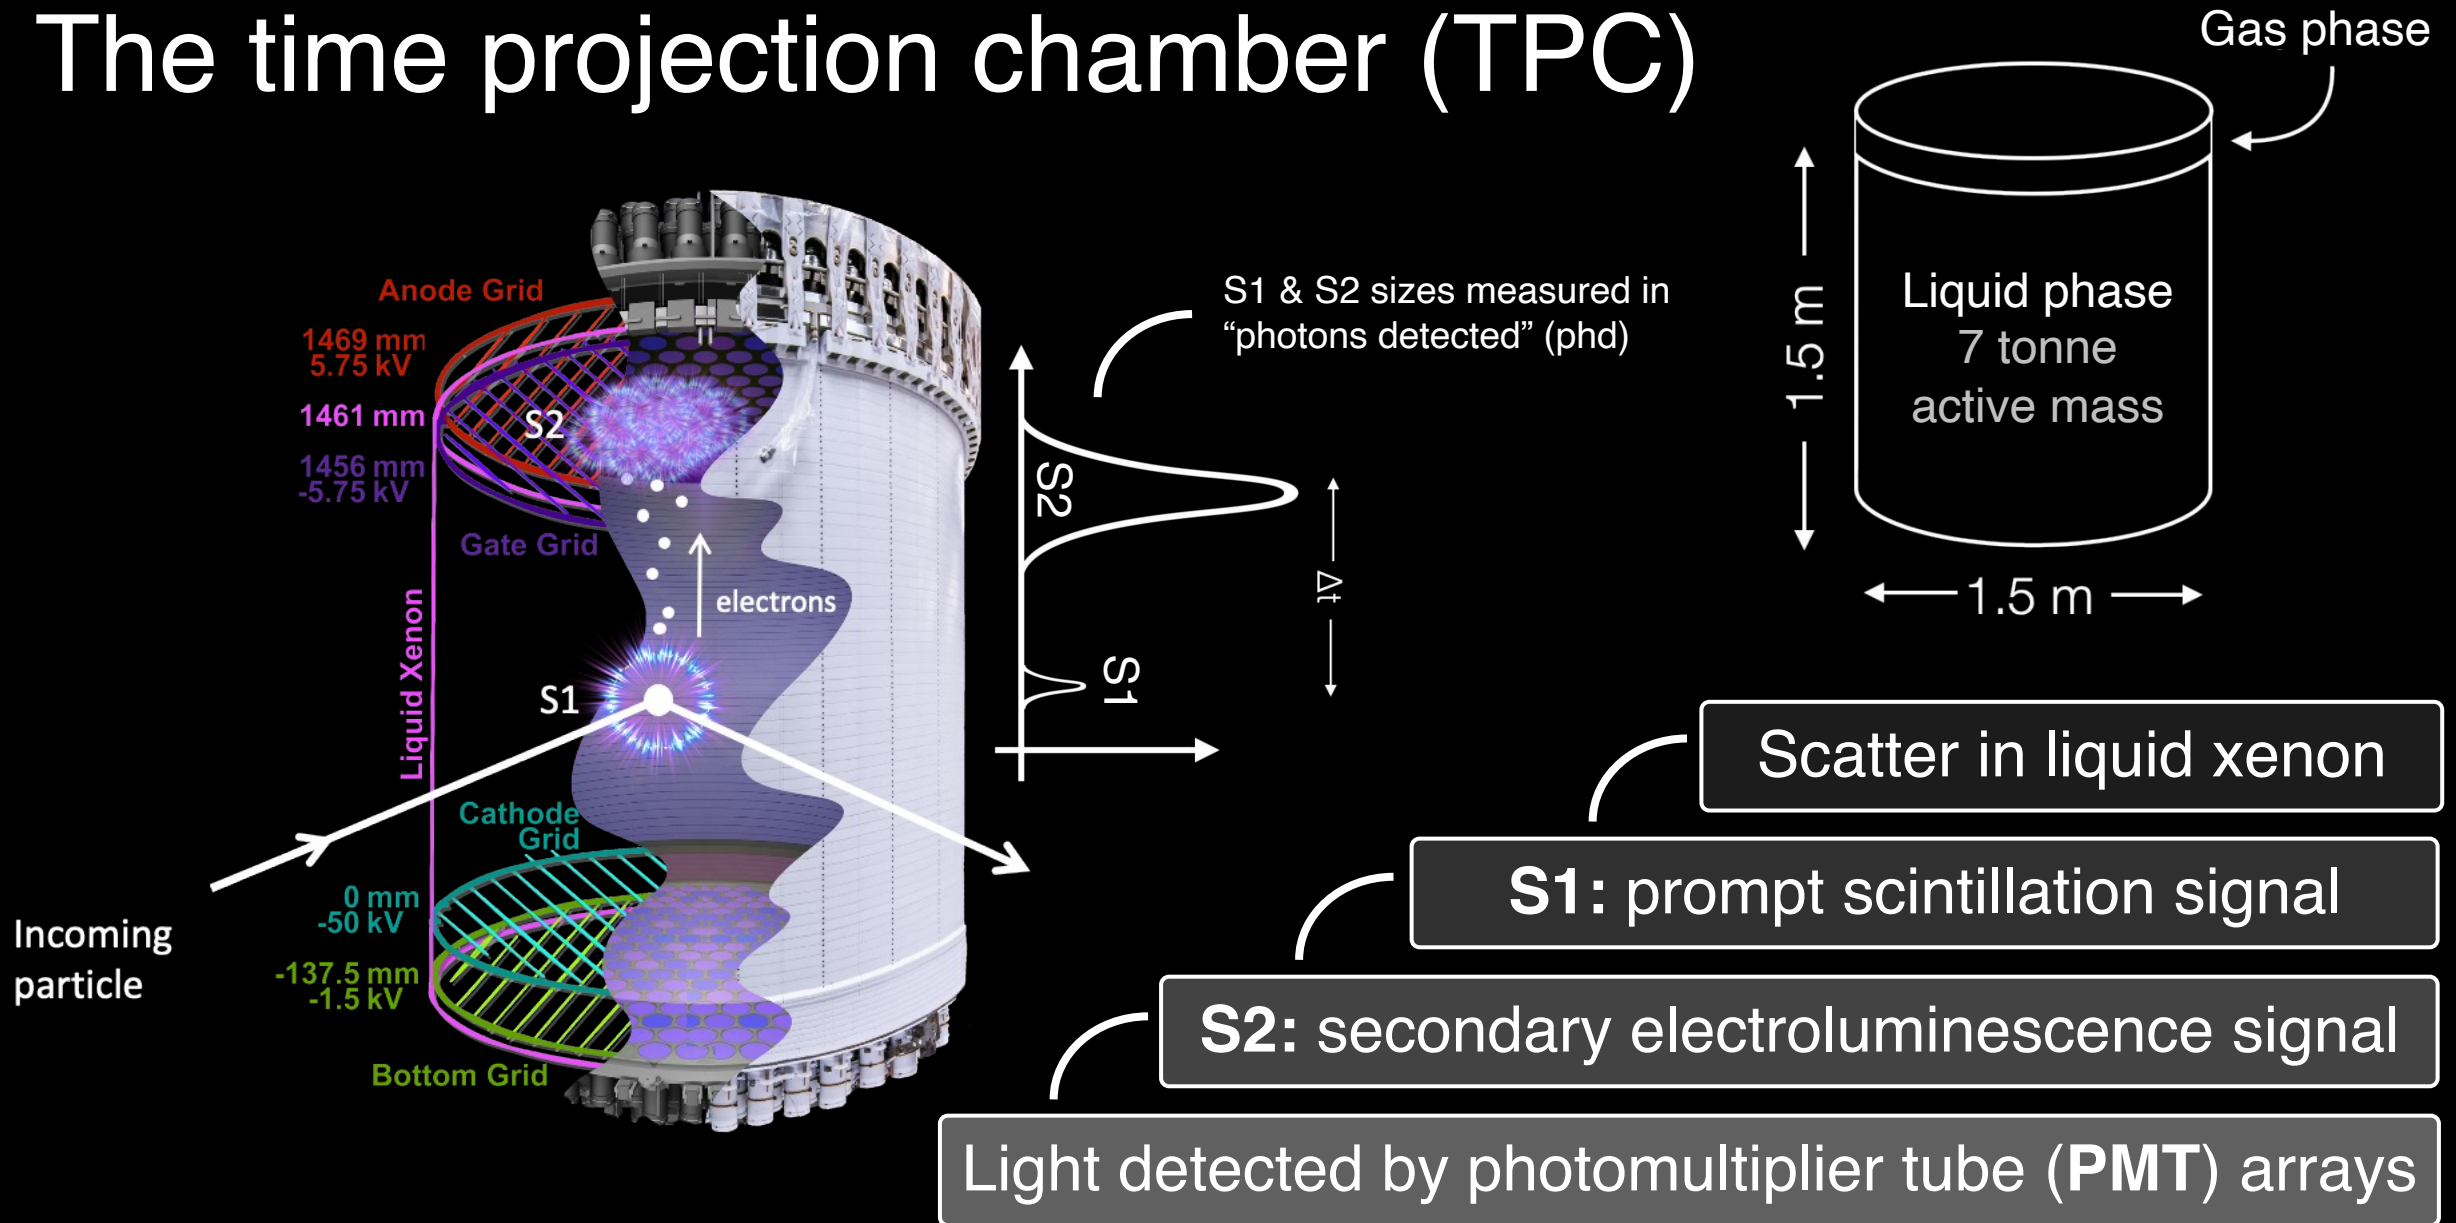 The time projection chamber (TPC)
Gas phase
Anode Grid
1469 mm
5.75 kV
1461 mm
1456 mm
-5.75 kV
Gate Grid
S2
electrons
S1
Liquid Xenon
Cathode
Grid
0 mm
-50 kV
-137.5 mm
-1.5 kV
Bottom Grid
Incoming
particle
S1 & S2 sizes measured in
“photons detected” (phd)
S2
S1
Δt
1.5 m
Liquid phase
7 tonne
active mass
1.5 m
Scatter in liquid xenon
S1: prompt scintillation signal
S2: secondary electroluminescence signal
Light detected by photomultiplier tube (PMT) arrays